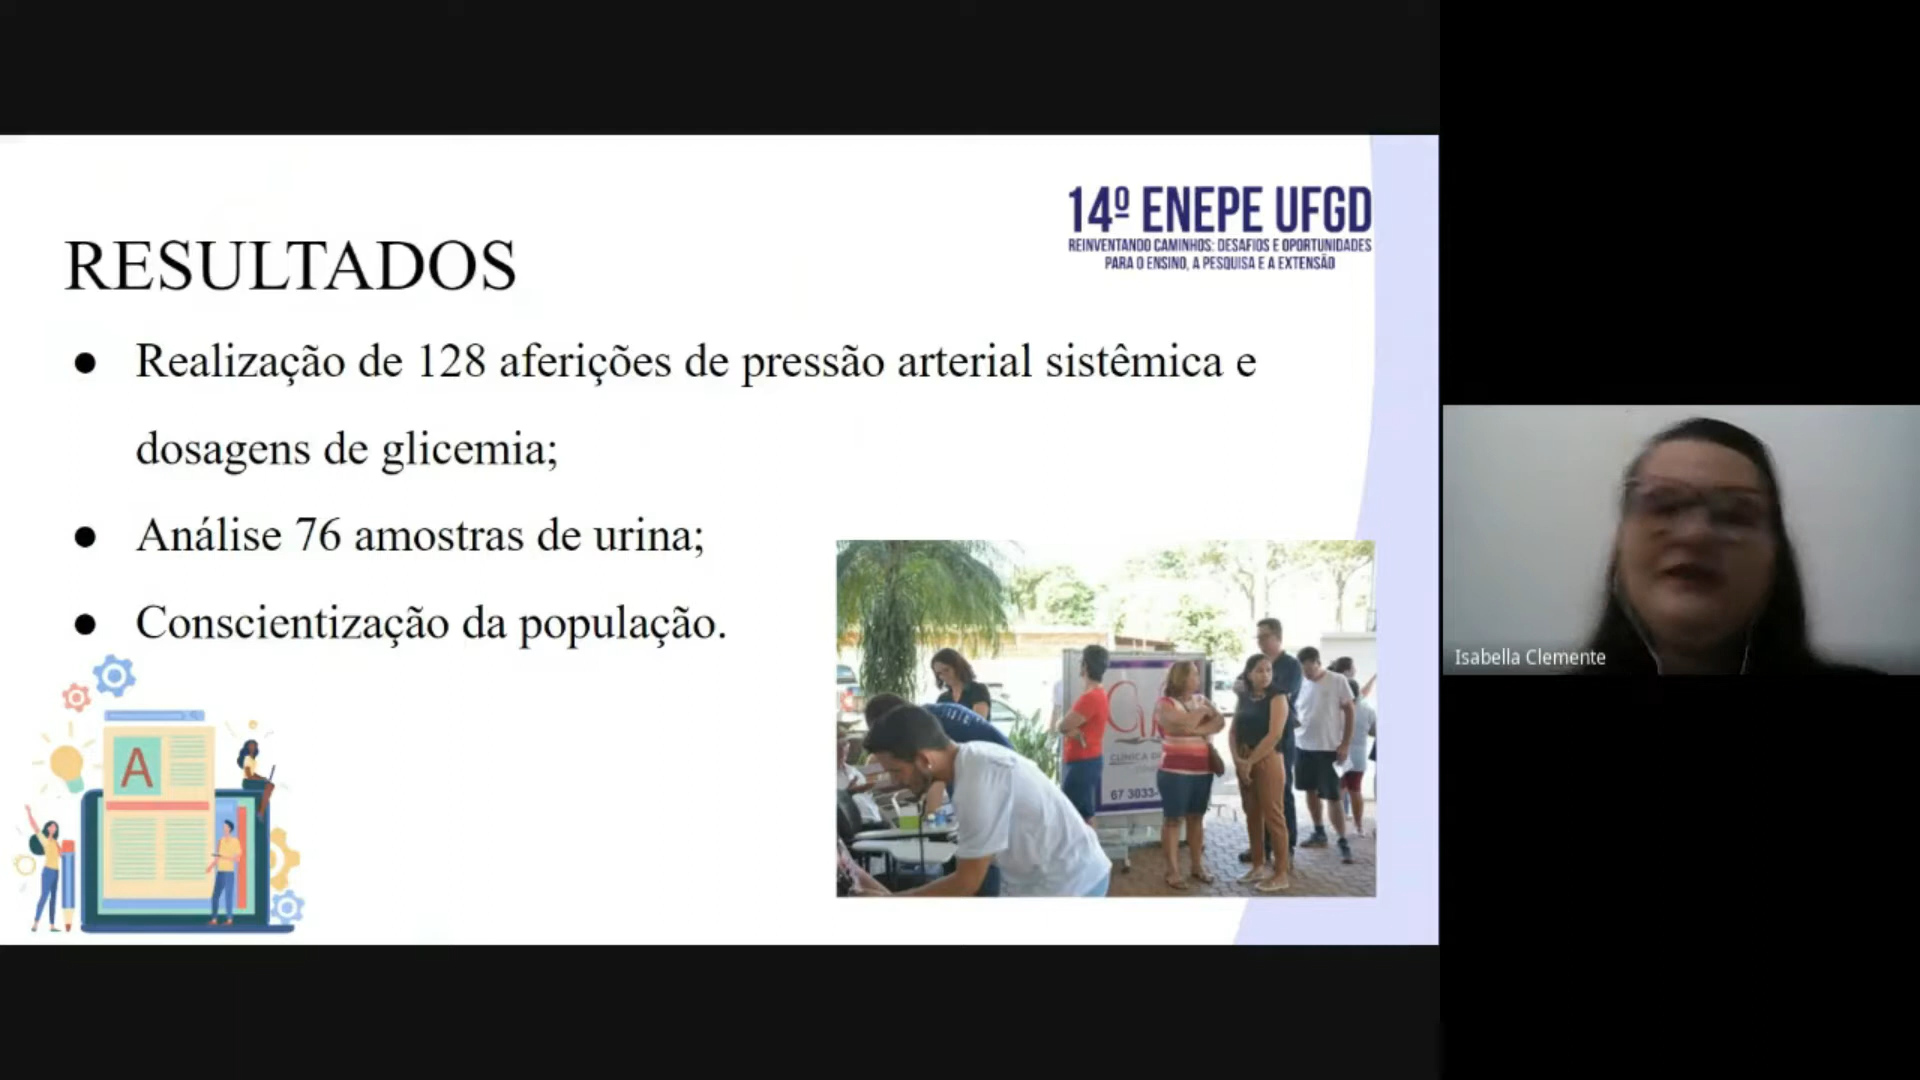 14º ENEPE UFGD
REINVENTANDO CAMINHOS: DESAFIOS E OPORTUNIDADES
PARA O ENSINO, A PESQUISA E A EXTENSÃO
RESULTADOS
● Realização de 128 aferições de pressão arterial sistêmica e
dosagens de glicemia;
● Análise 76 amostras de urina;
● Conscientização da população.
A
CLÍNICA
67 3033-
Isabella Clemente